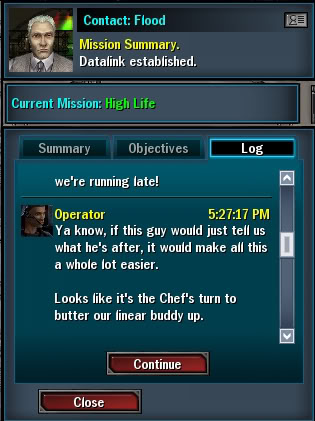 Contact: Flood
Mission Summary.
Datalink established.
Current Mission: High Life
Summary
Objectives
Log
we're running late!
Operator
5:27:17 PM
Ya know, if this guy would just tell us
what he's after, it would make all this
a whole lot easier.
Looks like it's the Chef's turn to
butter our linear buddy up.
Continue
Close